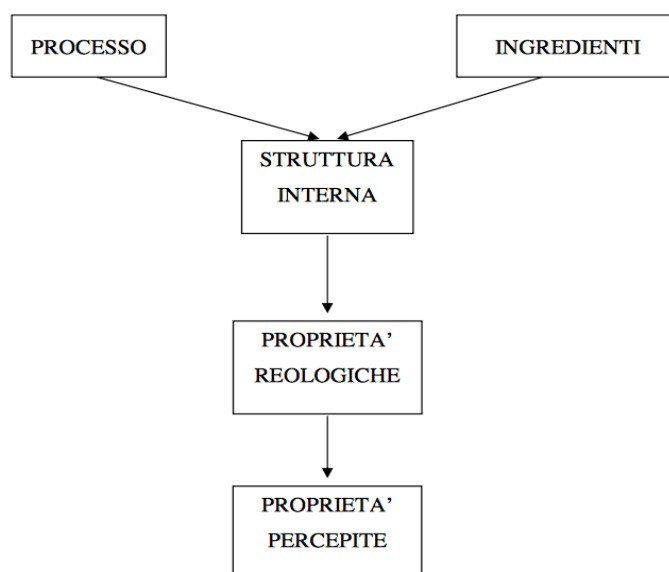 PROCESSO
INGREDIENTI
STRUTTURA
INTERNA
PROPRIETA’
REOLOGICHE
PROPRIETA’
PERCEPITE